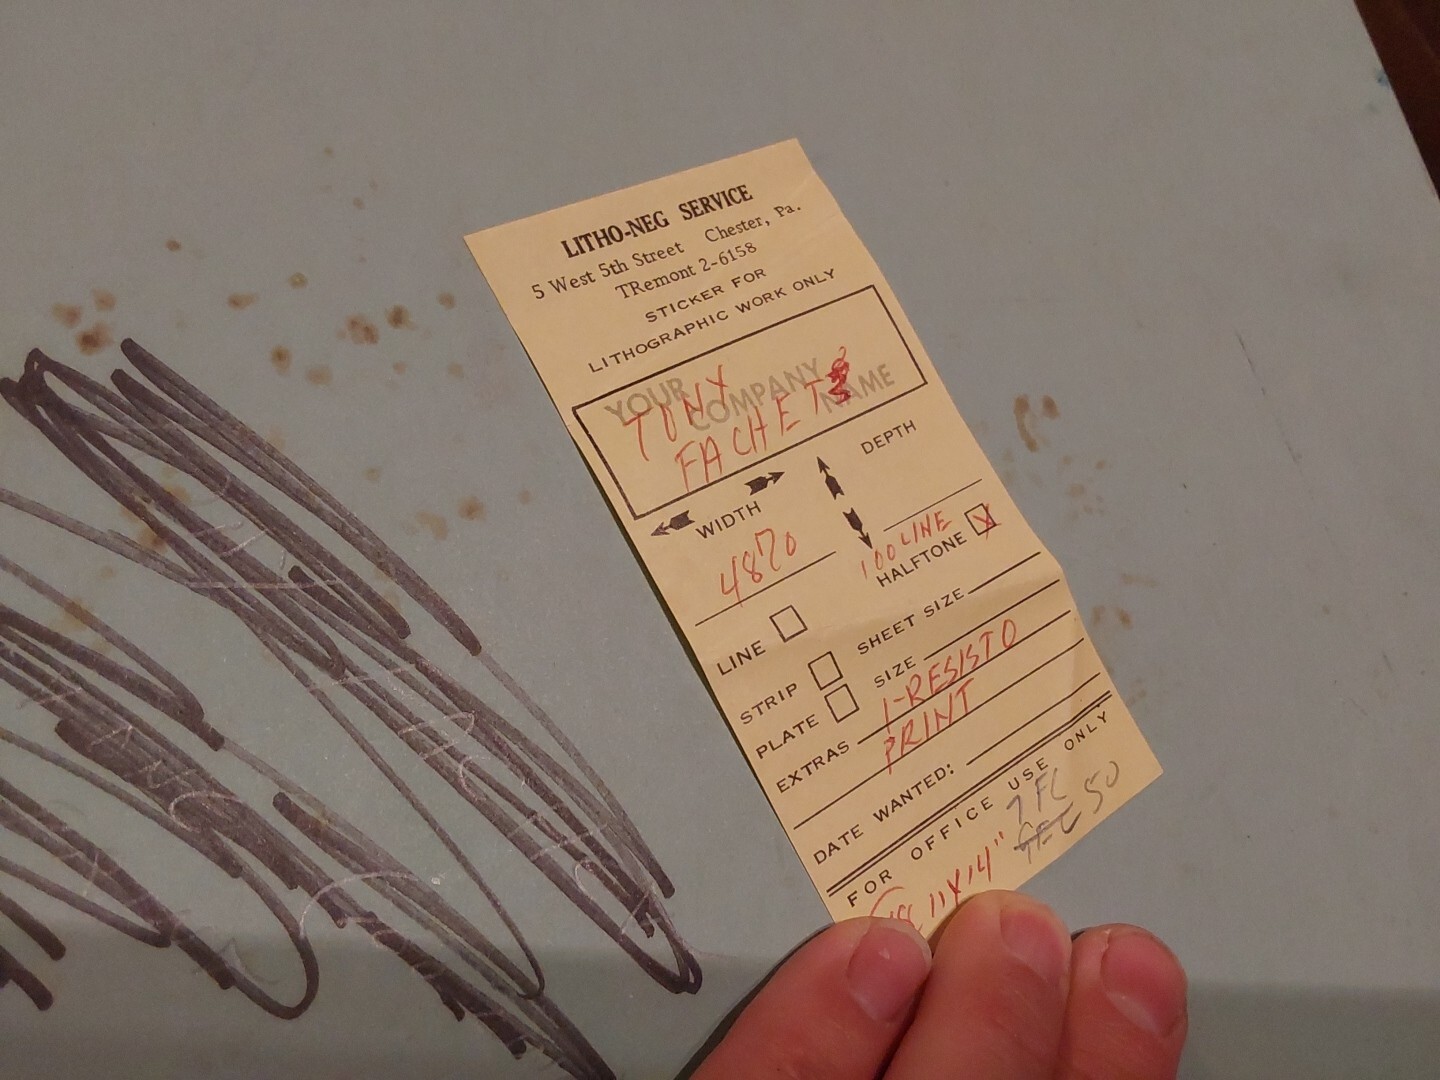 LITHO-NEG SERVICE
5 West 5th Street Chester, Pa.
TRemont 2-6158
STICKER FOR
LITHOGRAPHIC WORK ONLY
YOUR COMPANY NAME
TONY
FACHET
WIDTH
DEPTH
48%
100 LINE
HALFTONE X
LINE
SHEET SIZE
STRIP
SIZE
PLATE
1-RESISTO
EXTRAS
PRINT
DATE WANTED:
FOR OFFICE USE ONLY
7FC
50
11X14"